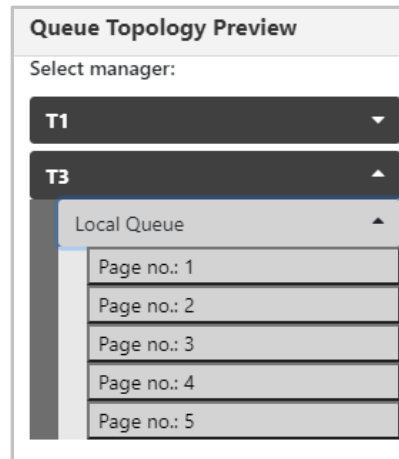 Queue Topology Preview
Select manager:
T1
T3
Local Queue
Page no.: 1
Page no.: 2
Page no.: 3
Page no.: 4
Page no.: 5